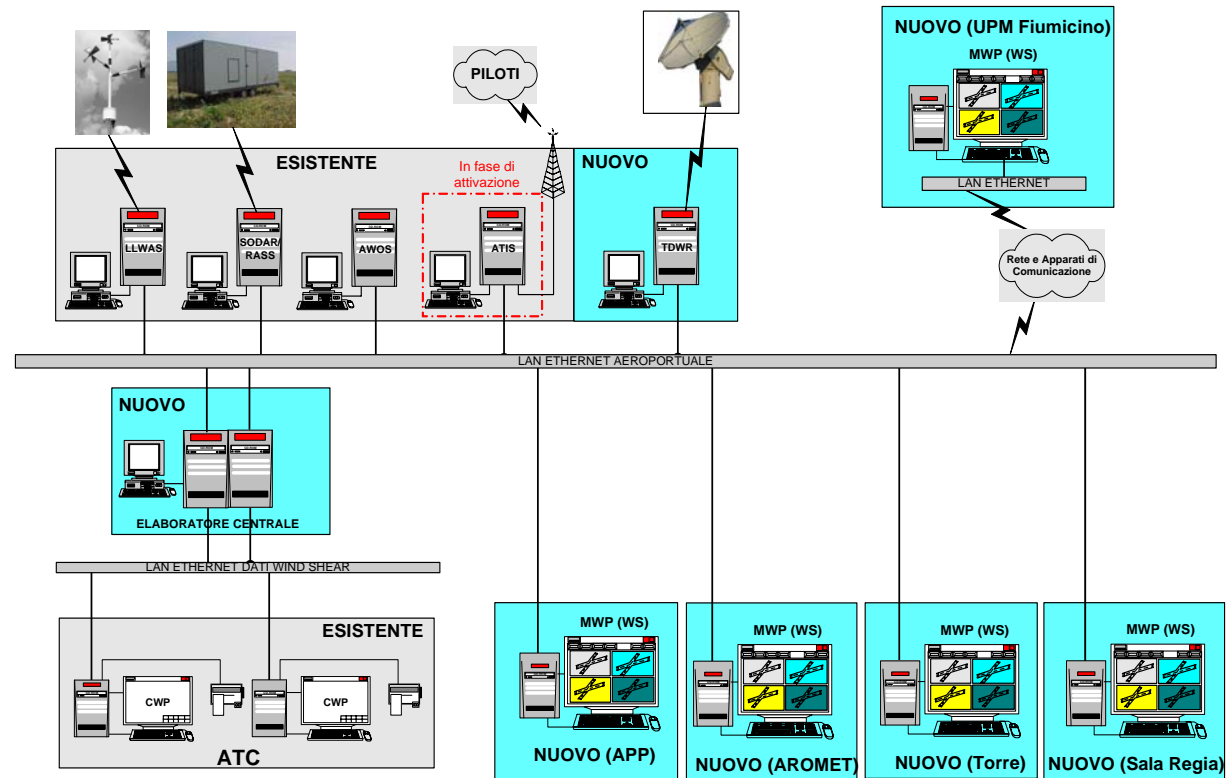 NUOVO (UPM Fiumicino)
MWP (WS)
LAN ETHERNET
Rete e Apparati di
Comunicazione
PILOTI
ESISTENTE
In fase di
attivazione
NUOVO
LLWAS
SODAR/
RASS
AWOS
ATIS
TDWR
LAN ETHERNET AEROPORTUALE
NUOVO
ELABORATORE CENTRALE
LAN ETHERNET DATI WIND SHEAR
ESISTENTE
CWP
CWP
ATC
MWP (WS)
NUOVO (APP)
MWP (WS)
NUOVO (AROMET)
MWP (WS)
NUOVO (Torre)
MWP (WS)
NUOVO (Sala Regia)